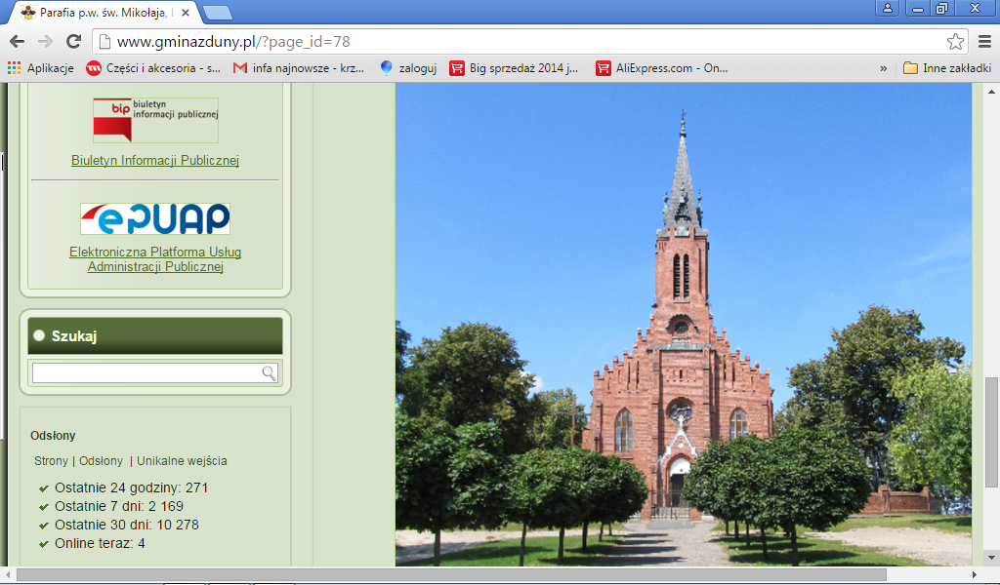 Parafia p.w. św. Mikołaja,
www.gminazduny.pl/?page_id=78
Aplikacje
Części i akcesoria - s...
infa najnowsze - krz...
zaloguj
Big sprzedaż 2014 j...
AliExpress.com - On...
»
Inne zakładki
bip biuletyn
informacji publicznej
Biuletyn Informacji Publicznej
ePUAP
Elektroniczna Platforma Usług
Administracji Publicznej
Szukaj
Odsłony
Strony | Odsłony | Unikalne wejścia
Ostatnie 24 godziny: 271
Ostatnie 7 dni: 2 169
Ostatnie 30 dni: 10 278
Online teraz: 4